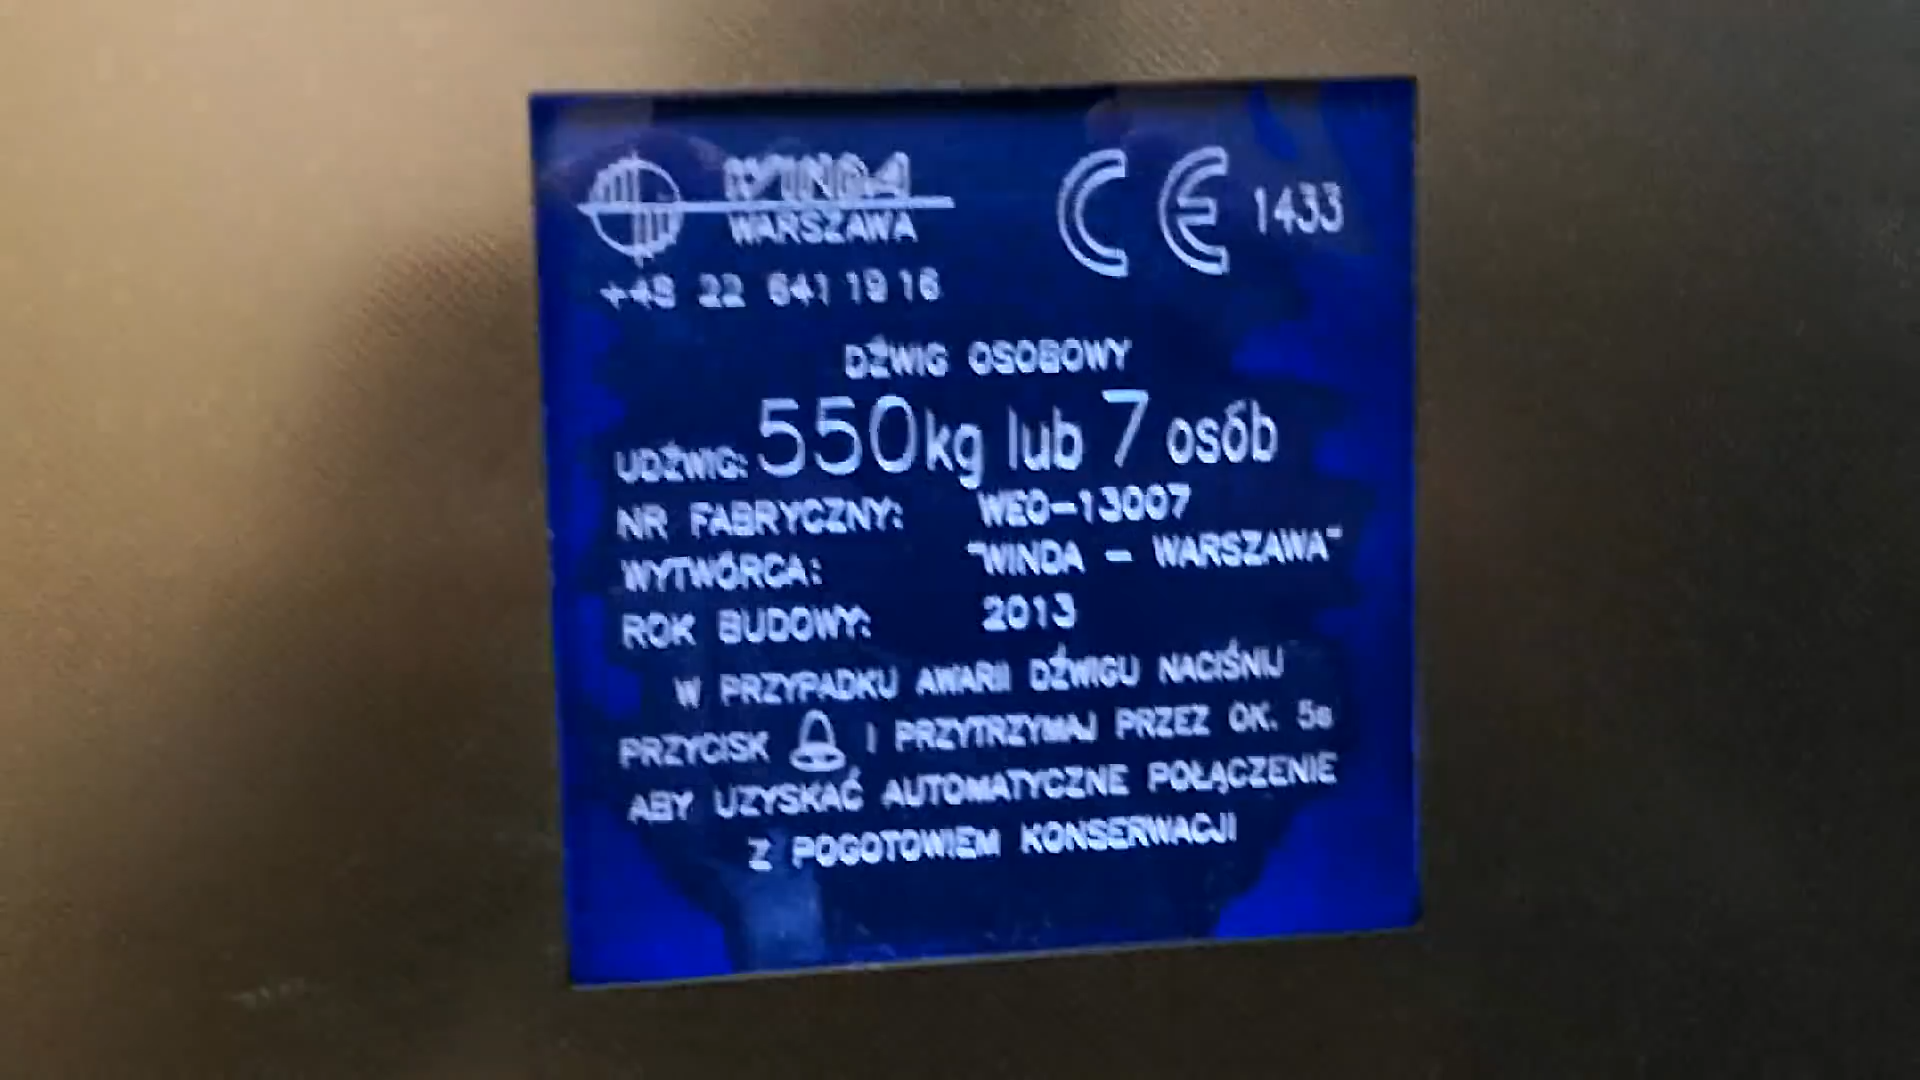 WINDA
WARSZAWA
CE 1433
+48 22 641 19 16
DŹWIG OSOBOWY
UDŹWIG: 550kg lub 7 osób
NR FABRYCZNY: WEO-13007
WYTWÓRCA: "WINDA - WARSZAWA"
ROK BUDOWY: 2013
W PRZYPADKU AWARII DŹWIGU NACIŚNIJ
PRZYCISK I PRZYTRZYMAJ PRZEZ OK. 5s
ABY UZYSKAĆ AUTOMATYCZNE POŁĄCZENIE
Z POGOTOWIEM KONSERWACJI